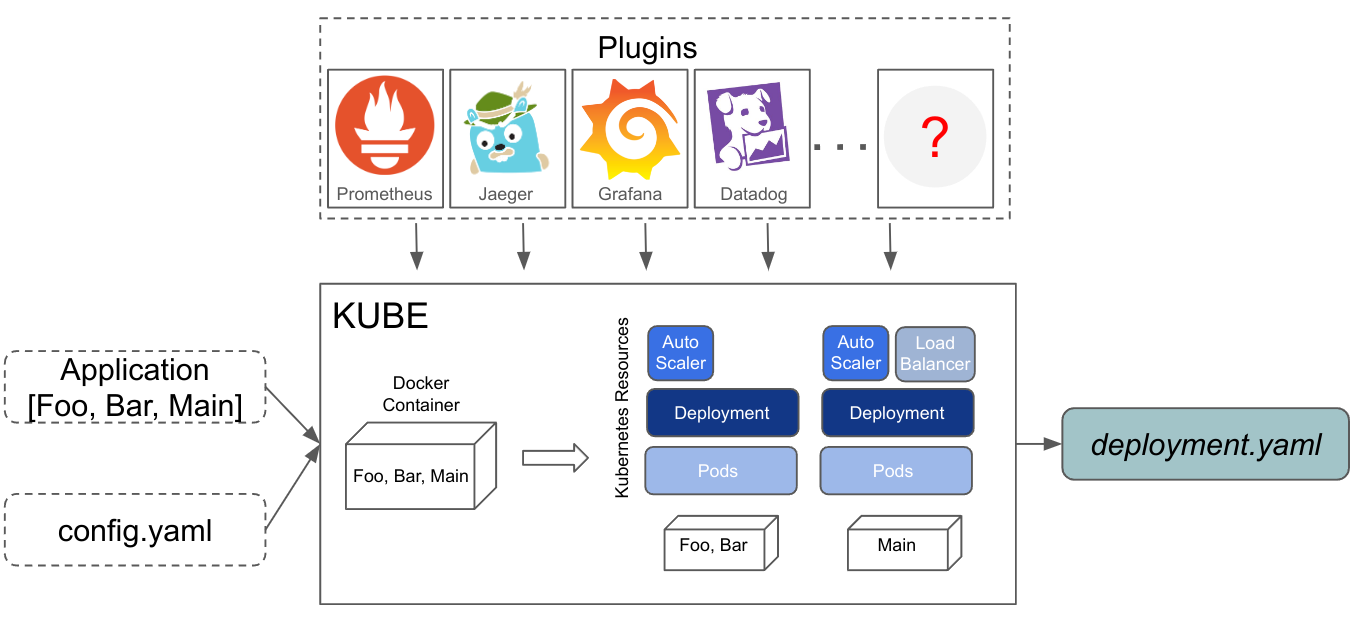 Plugins
Prometheus
Jaeger
Grafana
Datadog
. . .
?
KUBE
Application
[Foo, Bar, Main]
config.yaml
Docker
Container
Foo, Bar, Main
Kubernetes Resources
Auto
Scaler
Deployment
Pods
Foo, Bar
Auto
Scaler
Load
Balancer
Deployment
Pods
Main
deployment.yaml